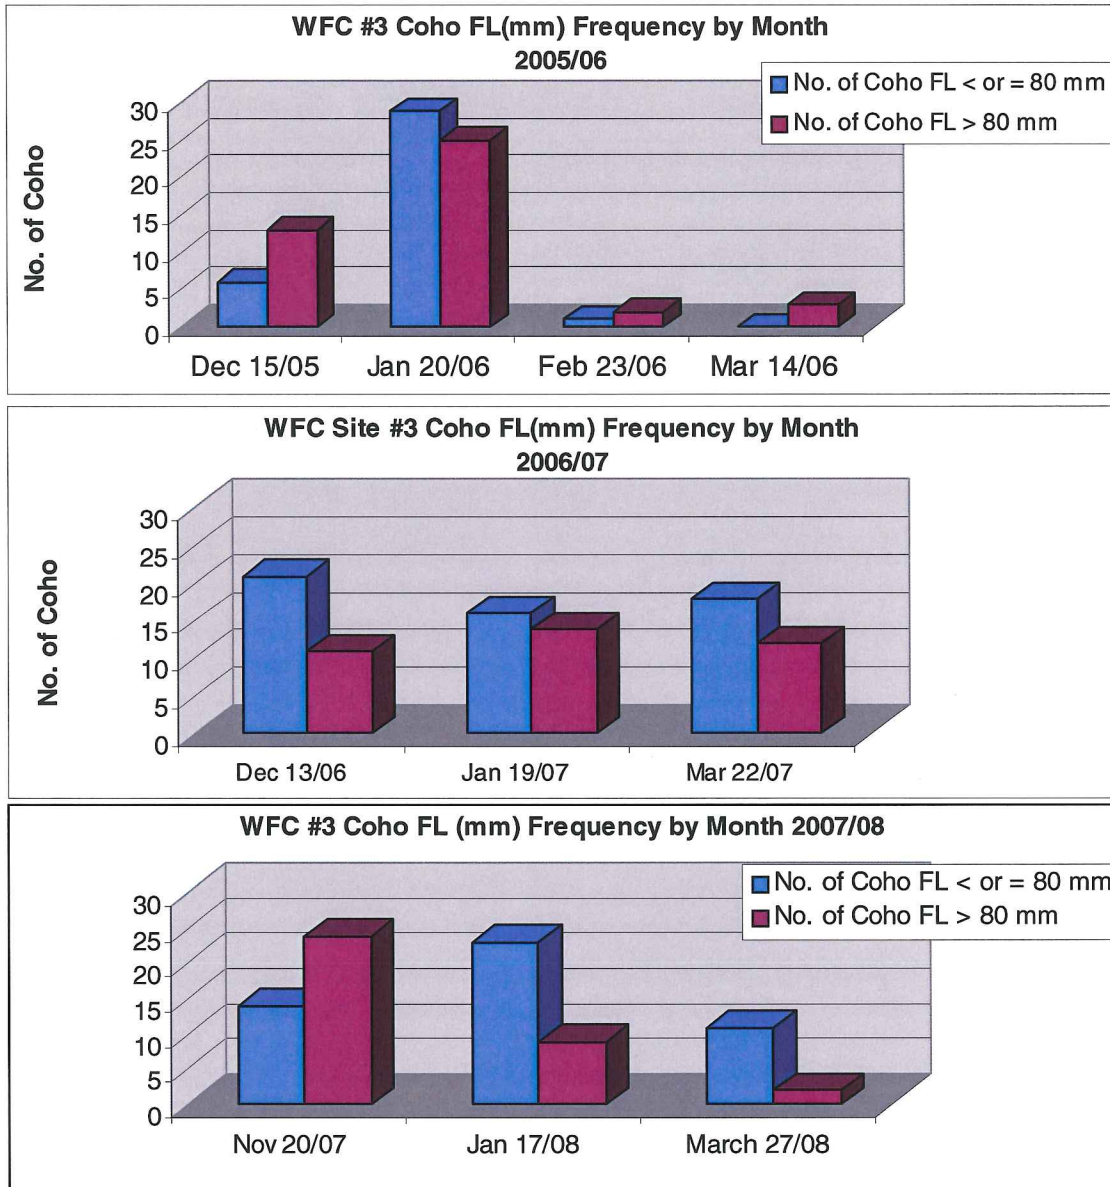 WFC #3 Coho FL(mm) Frequency by Month
2005/06
No. of Coho FL < or = 80 mm
No. of Coho FL > 80 mm
No. of Coho
30
25
20
15
10
5
0
Dec 15/05 Jan 20/06 Feb 23/06 Mar 14/06
WFC Site #3 Coho FL(mm) Frequency by Month
2006/07
No. of Coho
30
25
20
15
10
5
0
Dec 13/06 Jan 19/07 Mar 22/07
WFC #3 Coho FL (mm) Frequency by Month 2007/08
No. of Coho FL < or = 80 mm
No. of Coho FL > 80 mm
30
25
20
15
10
5
0
Nov 20/07 Jan 17/08 March 27/08